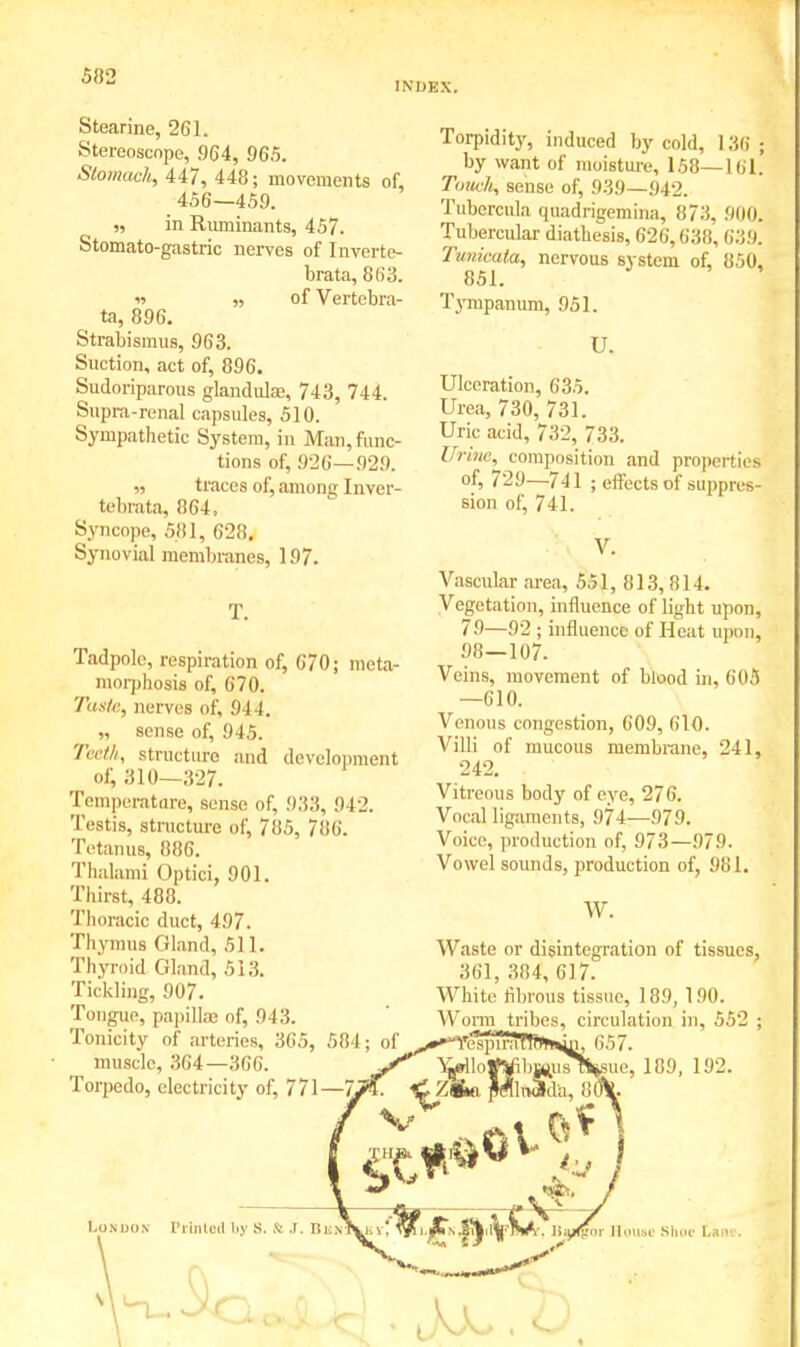 582
INDEX.
Stearine, 261.
Stereoscope, 964, 965.
Stomach, 447, 448; movements of,
456—459.
„ in Ruminants, 457.
Stomato-gastric nerves of Inverte-
brata, 863.
„ „ of Vertebra-
ta, 896.
Strabismus, 963.
Suction, act of, 896.
Sudoriparous glandulæ, 743, 744.
Supra-renal capsules, 510.
Sympathetic System, in Man, func-
tions of, 926—929.
„ traces of, among Inver-
tebrata, 864.
Syncope, 581, 628.
Synovial membranes, 197.
T.
Tadpole, respiration of, 670; meta-
morphosis of, 670.
Taste, nerves of, 944.
„ sense of, 945.
Teeth, structure and development
of, 310—327.
Temperature, sense of, 933, 942.
Testis, structure of, 785, 786.
Tetanus, 886.
Thalami Optici, 901.
Thirst, 488.
Thoracic duct, 497.
Thymus Gland, 511.
Thyroid Gland, 513.
Tickling, 907.
Tongue, papillæ of, 943.
Tonicity of arteries, 365, 584; of
muscle, 364—366.
Torpedo, electricity of, 771—774.
Torpidity, induced by cold, 136 ;
by want of moisture, 158—161.
Touch, sense of, 939—942.
Tubercula quadrigemina, 873, 900.
Tubercular diathesis, 626, 638, 639.
Tunicata, nervous system of, 850,
851.
Tympanum, 951.
U.
Ulceration, 635.
Urea, 730, 731.
Uric acid, 732, 733.
Urine, composition and properties
of, 729—741 ; effects of suppres-
sion of, 741.
V.
Vascular area, 551, 813, 814.
Vegetation, influence of light upon,
79—92 ; influence of Heat upon,
98—107.
Veins, movement of blood in, 605
—610.
Venous congestion, 609, 610.
Villi of mucous membrane, 241,
242.
Vitreous body of eye, 276.
Vocal ligaments, 974—979.
Voice, production of, 973—979.
Vowel sounds, production of, 981.
W.
Waste or disintegration of tissues,
361, 384, 617.
White fibrous tissue, 189, 190.
Worm tribes, circulation in, 552 ;
respiration in, 657.
Yellow fibrous tissue, 189, 192.
THE
SCHOOL OF
London Printed by S. & J. Bentley, Bangor House Shoe Lane.